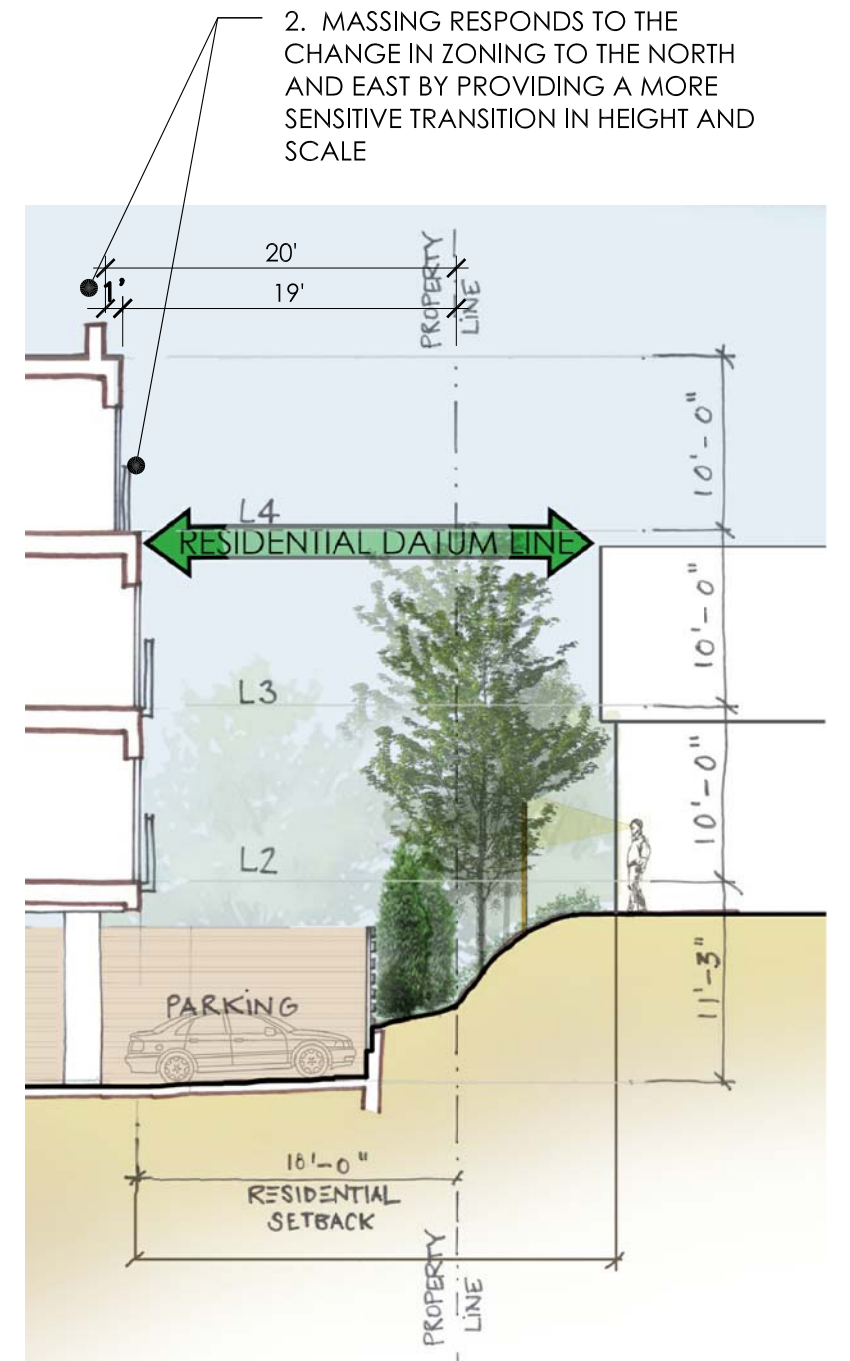 2. MASSING RESPONDS TO THE
CHANGE IN ZONING TO THE NORTH
AND EAST BY PROVIDING A MORE
SENSITIVE TRANSITION IN HEIGHT AND
SCALE
20'
1'
19'
PROPERTY
LINE
10'-0"
L4
RESIDENTIAL DATUM LINE
10'-0"
L3
10'-0"
L2
11'-3"
PARKING
18'-0"
RESIDENTIAL
SETBACK
PROPERTY
LINE